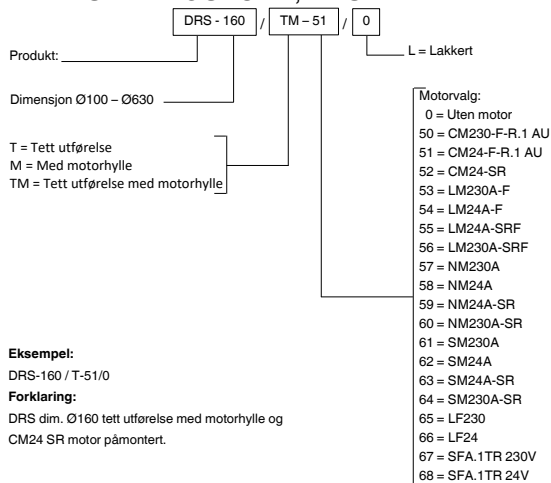 DRS - 160 / TM – 51 / 0
L = Lakkert
Produkt:
Dimensjon Ø100 – Ø630
T = Tett utførelse
M = Med motorhylle
TM = Tett utførelse med motorhylle
Motorvalg:
0 = Uten motor
50 = CM230-F-R.1 AU
51 = CM24-F-R.1 AU
52 = CM24-SR
53 = LM230A-F
54 = LM24A-F
55 = LM24A-SRF
56 = LM230A-SRF
57 = NM230A
58 = NM24A
59 = NM24A-SR
60 = NM230A-SR
61 = SM230A
62 = SM24A
63 = SM24A-SR
64 = SM230A-SR
65 = LF230
66 = LF24
67 = SFA.1TR 230V
68 = SFA.1TR 24V
Eksempel:
DRS-160 / T-51/0
Forklaring:
DRS dim. Ø160 tett utførelse med motorhylle og
CM24 SR motor påmontert.